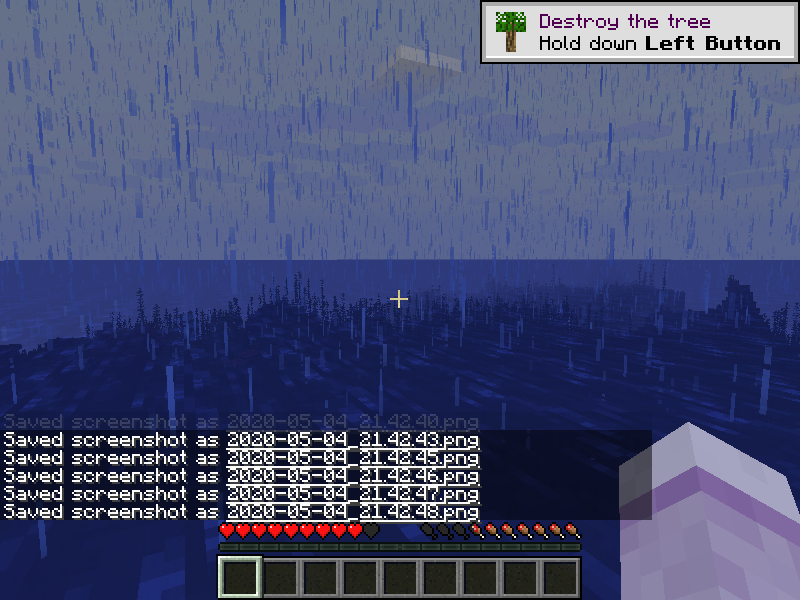 Destroy the tree
Hold down Left Button
Saved screenshot as 2020-05-04_21.42.40.png
Saved screenshot as 2020-05-04_21.42.43.png
Saved screenshot as 2020-05-04_21.42.45.png
Saved screenshot as 2020-05-04_21.42.46.png
Saved screenshot as 2020-05-04_21.42.47.png
Saved screenshot as 2020-05-04_21.42.48.png